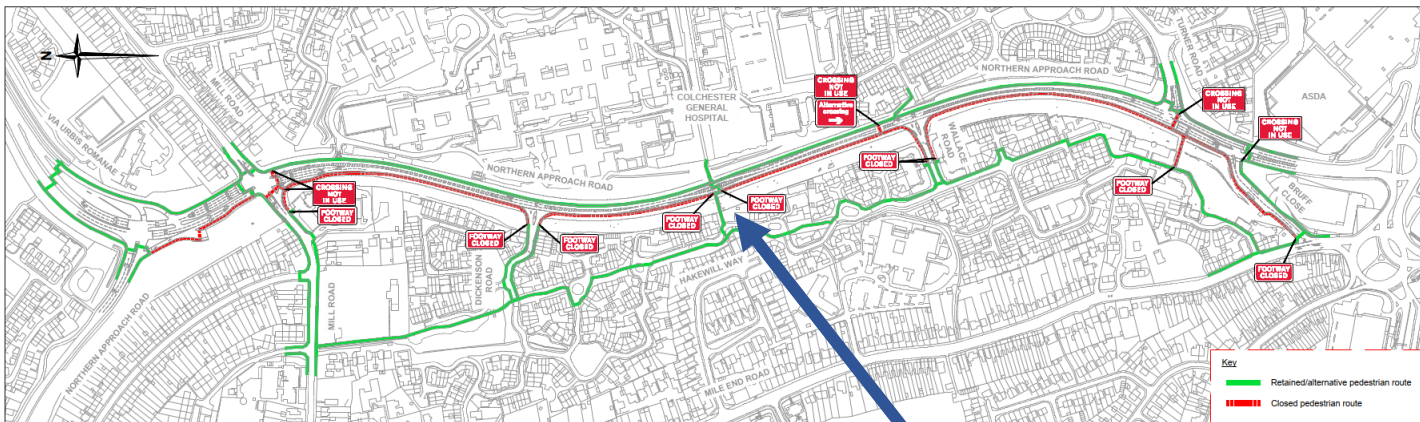 N
MILL ROAD
VIA URBIS ROMANAE
NORTHERN APPROACH ROAD
CROSSING
NOT
IN USE
FOOTWAY
CLOSED
MILL ROAD
NORTHERN APPROACH ROAD
FOOTWAY
CLOSED
DICKENSON
ROAD
FOOTWAY
CLOSED
COLCHESTER
GENERAL
HOSPITAL
FOOTWAY
CLOSED
FOOTWAY
CLOSED
HAKEWILL WAY
MILE END ROAD
CROSSING
NOT
IN USE
Alternative
crossing
FOOTWAY
CLOSED
WALLACE
ROAD
NORTHERN APPROACH ROAD
TURNER ROAD
CROSSING
NOT
IN USE
ASDA
CROSSING
NOT
IN USE
FOOTWAY
CLOSED
BRUFF
CLOSE
FOOTWAY
CLOSED
Key
Retained/alternative pedestrian route
Closed pedestrian route